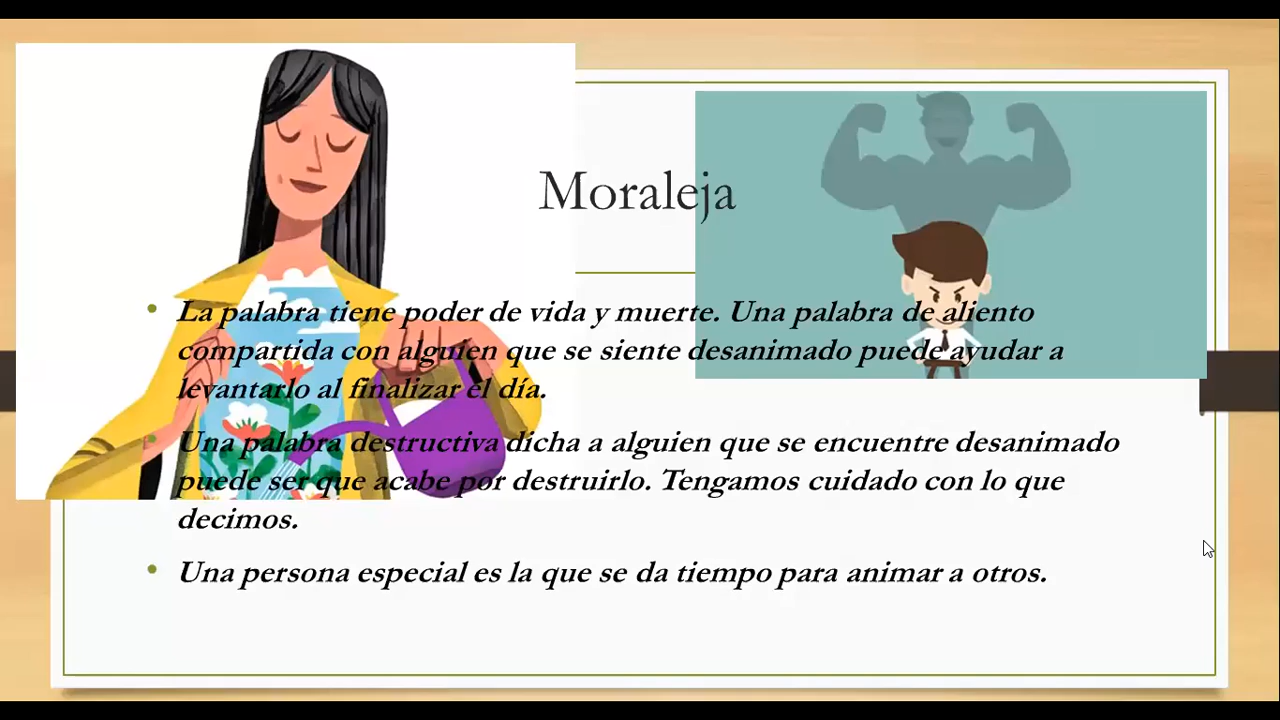 Moraleja
La palabra tiene poder de vida y muerte. Una palabra de aliento
compartida con alguien que se siente desanimado puede ayudar a
levantarlo al finalizar el día.
Una palabra destructiva dicha a alguien que se encuentre desanimado
puede ser que acabe por destruirlo. Tengamos cuidado con lo que
decimos.
Una persona especial es la que se da tiempo para animar a otros.